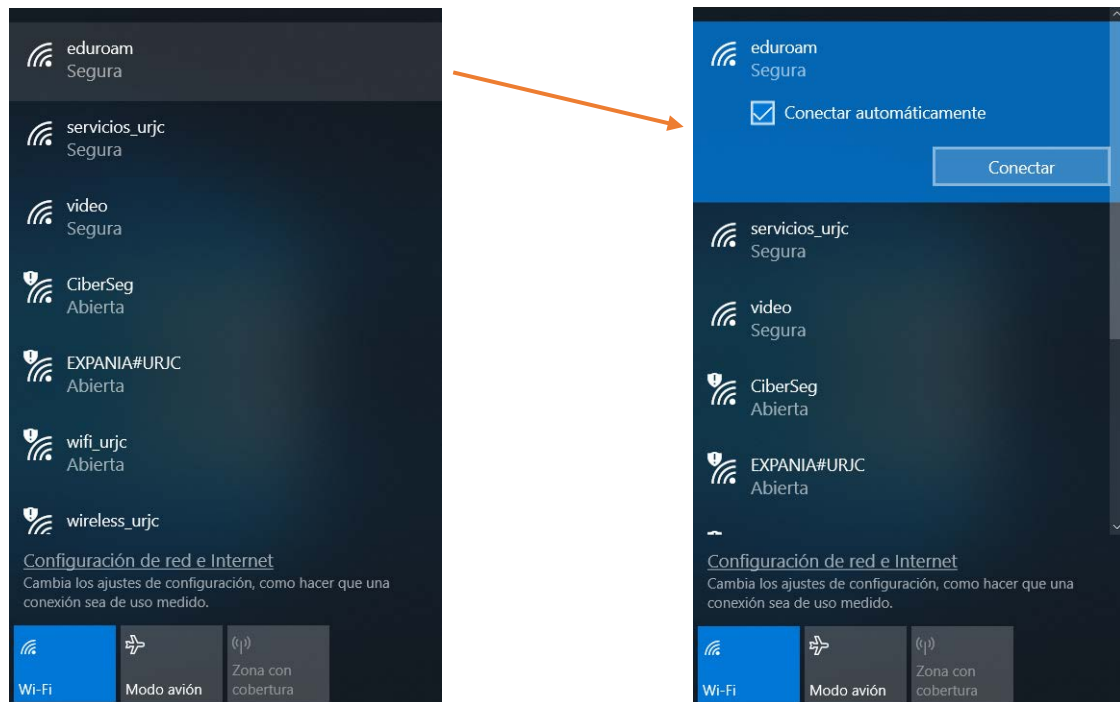 eduroam
Segura
servicios_urjc
Segura
video
Segura
CiberSeg
Abierta
EXPANIA#URJC
Abierta
wifi_urjc
Abierta
wireless_urjc
Configuración de red e Internet
Cambia los ajustes de configuración, como hacer que una
conexión sea de uso medido.
Wi-Fi
Modo avión
Zona con
cobertura
eduroam
Segura
Conectar automáticamente
Conectar
servicios_urjc
Segura
video
Segura
CiberSeg
Abierta
EXPANIA#URJC
Abierta
Configuración de red e Internet
Cambia los ajustes de configuración, como hacer que una
conexión sea de uso medido.
Wi-Fi
Modo avión
Zona con
cobertura